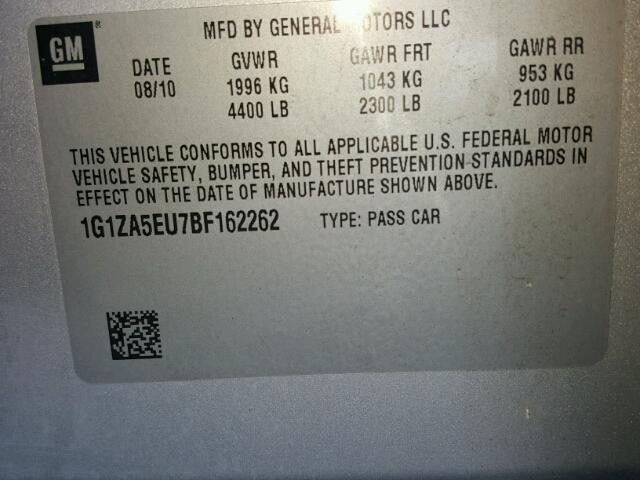 GM ®
MFD BY GENERAL MOTORS LLC
DATE GVWR GAWR FRT GAWR RR
08/10 1996 KG 1043 KG 953 KG
4400 LB 2300 LB 2100 LB
THIS VEHICLE CONFORMS TO ALL APPLICABLE U.S. FEDERAL MOTOR
VEHICLE SAFETY, BUMPER, AND THEFT PREVENTION STANDARDS IN
EFFECT ON THE DATE OF MANUFACTURE SHOWN ABOVE.
1G1ZA5EU7BF162262 TYPE: PASS CAR